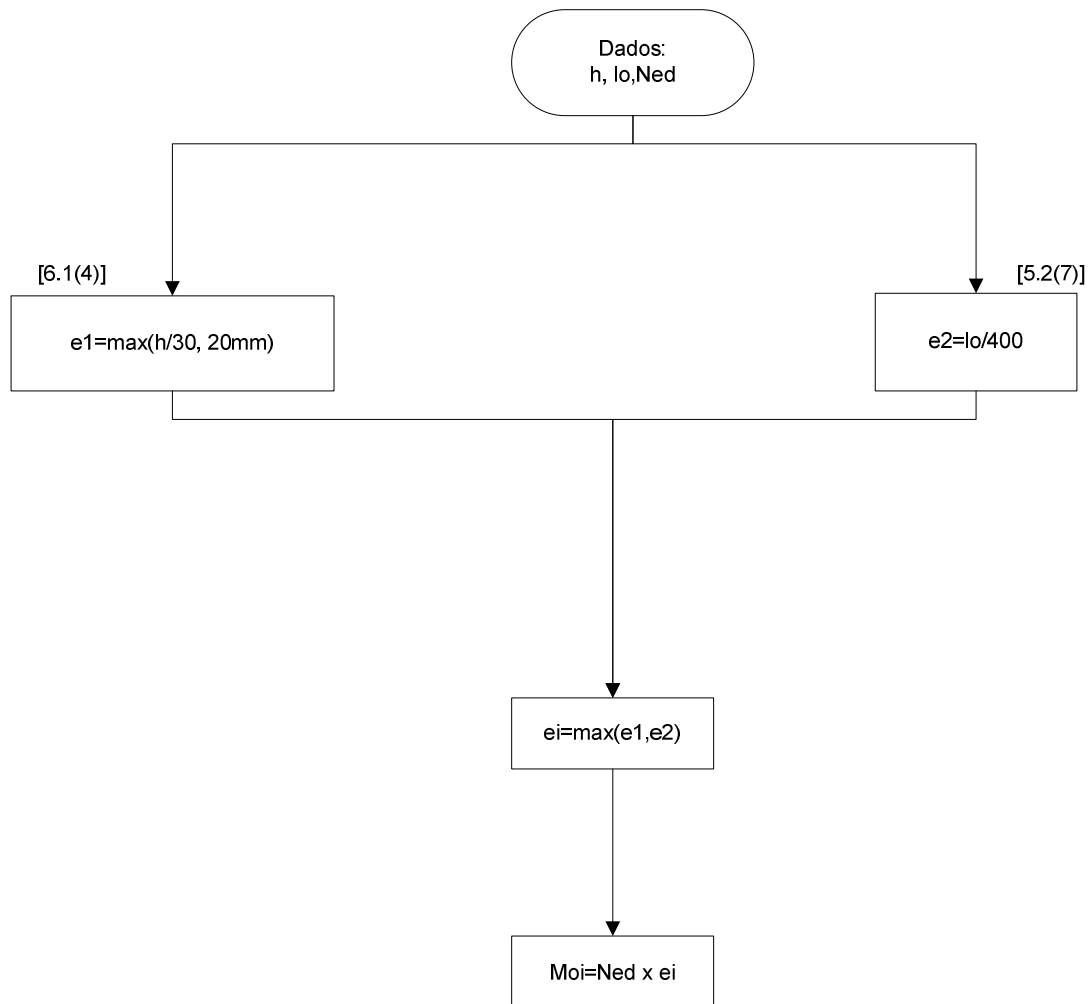 Dados:
h, lo,Ned
[6.1(4)]
e1=max(h/30, 20mm)
[5.2(7)]
e2=lo/400
ei=max(e1,e2)
Moi=Ned x ei